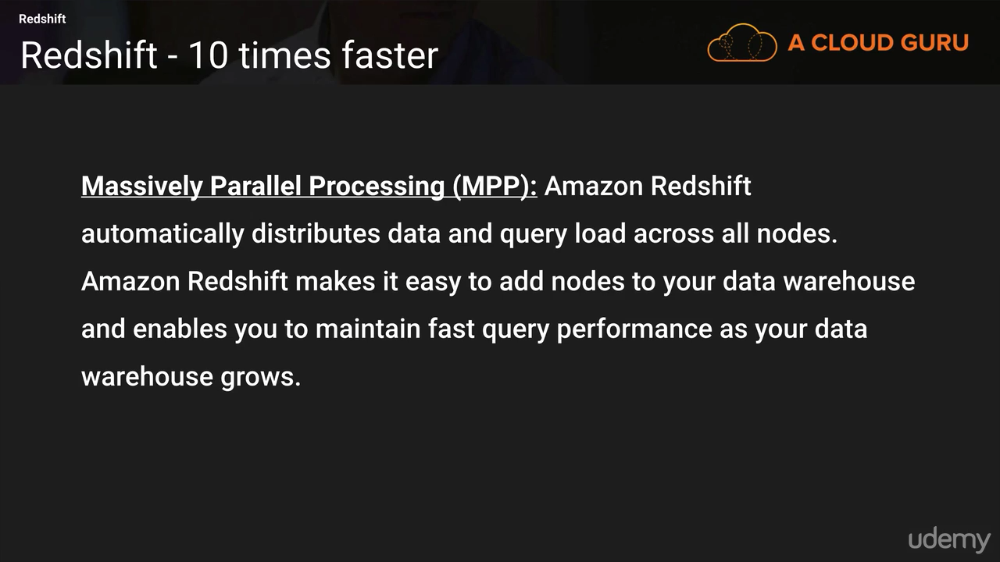 Redshift
Redshift - 10 times faster
A CLOUD GURU
Massively Parallel Processing (MPP): Amazon Redshift
automatically distributes data and query load across all nodes.
Amazon Redshift makes it easy to add nodes to your data warehouse
and enables you to maintain fast query performance as your data
warehouse grows.
udemy